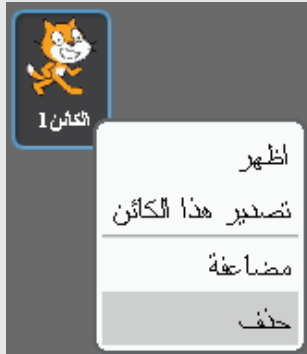 الكائن1
اظهر
تصدير هذا الكائن
مضاعفة
حذف